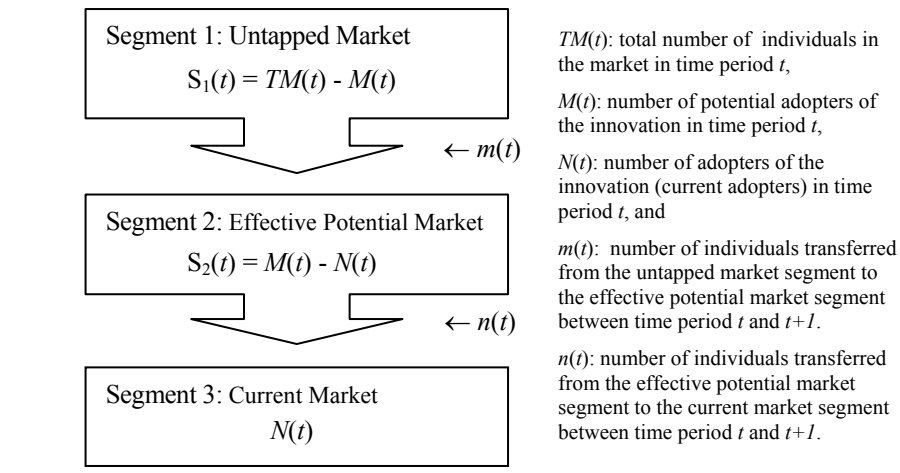 Segment 1: Untapped Market
S₁(t) = TM(t) - M(t)
← m(t)
Segment 2: Effective Potential Market
S₂(t) = M(t) - N(t)
← n(t)
Segment 3: Current Market
N(t)
TM(t): total number of individuals in
the market in time period t,
M(t): number of potential adopters of
the innovation in time period t,
N(t): number of adopters of the
innovation (current adopters) in time
period t, and
m(t): number of individuals transferred
from the untapped market segment to
the effective potential market segment
between time period t and t+1.
n(t): number of individuals transferred
from the effective potential market
segment to the current market segment
between time period t and t+1.